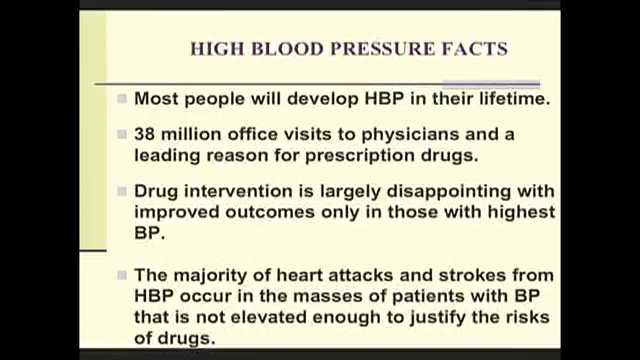 HIGH BLOOD PRESSURE FACTS
Most people will develop HBP in their lifetime.
38 million office visits to physicians and a
leading reason for prescription drugs.
Drug intervention is largely disappointing with
improved outcomes only in those with highest
BP.
The majority of heart attacks and strokes from
HBP occur in the masses of patients with BP
that is not elevated enough to justify the risks
of drugs.